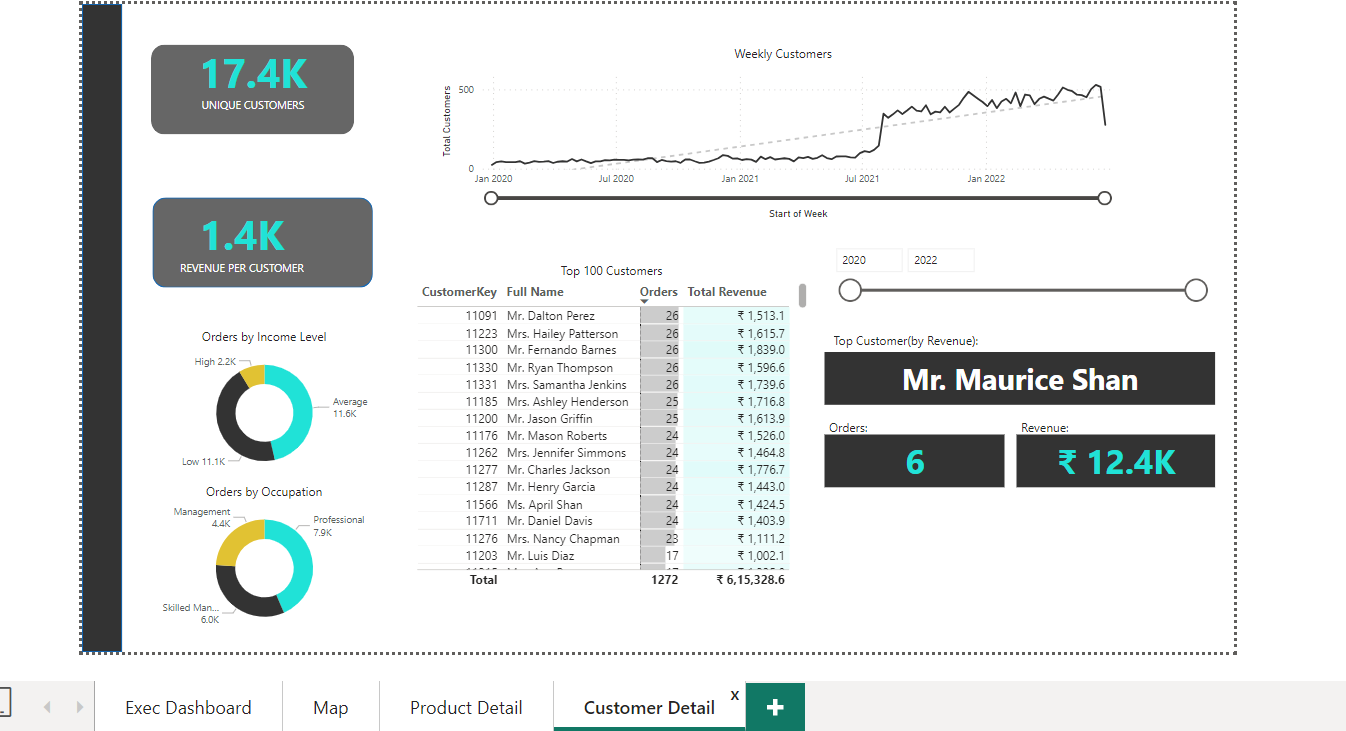 17.4K
UNIQUE CUSTOMERS
1.4K
REVENUE PER CUSTOMER
Orders by Income Level
High 2.2K
Average
11.6K
Low 11.1K
Orders by Occupation
Management
4.4K
Professional
7.9K
Skilled Man...
6.0K
Weekly Customers
Total Customers
500
0
Jan 2020 Jul 2020 Jan 2021 Jul 2021 Jan 2022
Start of Week
Top 100 Customers
CustomerKey Full Name Orders Total Revenue
11091 Mr. Dalton Perez 26 ₹ 1,513.1
11223 Mrs. Hailey Patterson 26 ₹ 1,615.7
11300 Mr. Fernando Barnes 26 ₹ 1,839.0
11330 Mr. Ryan Thompson 26 ₹ 1,596.6
11331 Mrs. Samantha Jenkins 26 ₹ 1,739.6
11185 Mrs. Ashley Henderson 25 ₹ 1,716.8
11200 Mr. Jason Griffin 25 ₹ 1,613.9
11176 Mr. Mason Roberts 24 ₹ 1,526.0
11262 Mrs. Jennifer Simmons 24 ₹ 1,464.8
11277 Mr. Charles Jackson 24 ₹ 1,776.7
11287 Mr. Henry Garcia 24 ₹ 1,443.0
11566 Ms. April Shan 24 ₹ 1,424.5
11711 Mr. Daniel Davis 24 ₹ 1,403.9
11276 Mrs. Nancy Chapman 23 ₹ 1,111.2
11203 Mr. Luis Diaz 17 ₹ 1,002.1
Total 1272 ₹ 6,15,328.6
2020 2022
Top Customer(by Revenue):
Mr. Maurice Shan
Orders: Revenue:
6 ₹ 12.4K
Exec Dashboard Map Product Detail Customer Detail x +